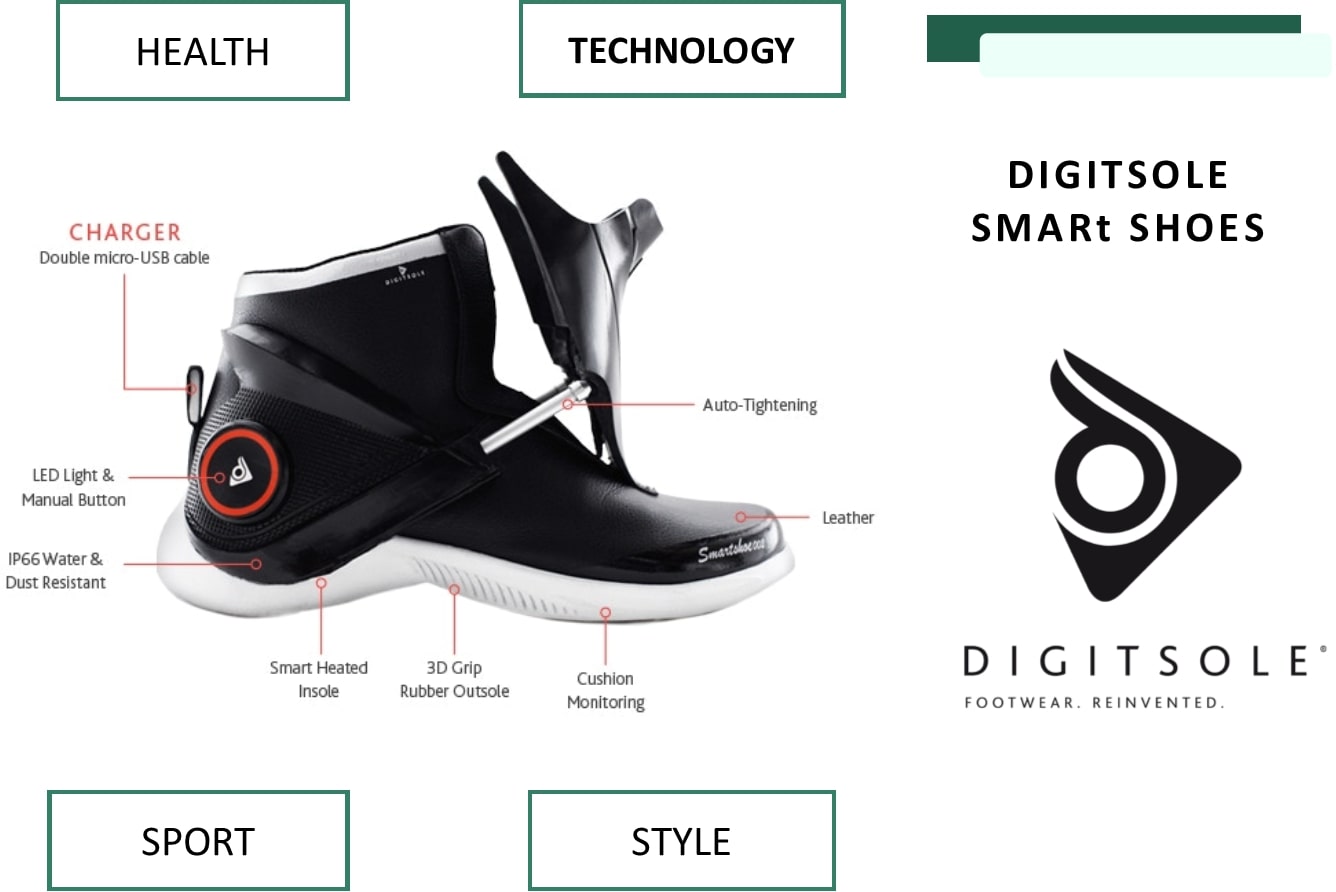 HEALTH
TECHNOLOGY
DIGITSOLE
SMARt SHOES
CHARGER
Double micro-USB cable
DIGITSOLE
Auto-Tightening
LED Light &
Manual Button
Leather
IP66 Water &
Dust Resistant
Smart Heated
Insole
3D Grip
Rubber Outsole
Cushion
Monitoring
DIGITSOLE®
FOOTWEAR. REINVENTED.
SPORT
STYLE